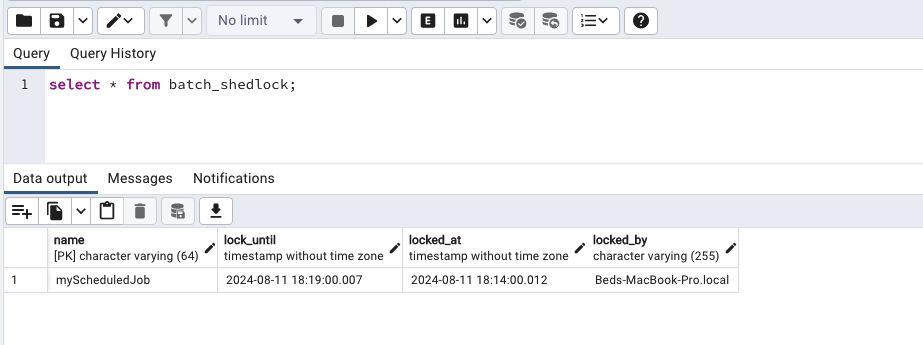 No limit
E
Query Query History
1 select * from batch_shedlock;
Data output Messages Notifications
name lock_until locked_at locked_by
[PK] character varying (64) timestamp without time zone timestamp without time zone character varying (255)
1 myScheduledJob 2024-08-11 18:19:00.007 2024-08-11 18:14:00.012 Beds-MacBook-Pro.local